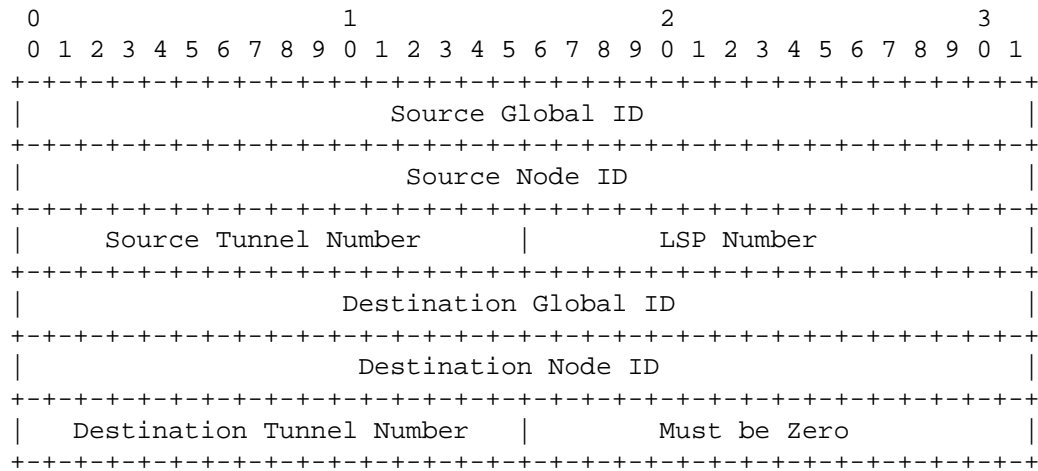 0                   1                   2                   3
 0 1 2 3 4 5 6 7 8 9 0 1 2 3 4 5 6 7 8 9 0 1 2 3 4 5 6 7 8 9 0 1
+-+-+-+-+-+-+-+-+-+-+-+-+-+-+-+-+-+-+-+-+-+-+-+-+-+-+-+-+-+-+-+-+
|                       Source Global ID                        |
+-+-+-+-+-+-+-+-+-+-+-+-+-+-+-+-+-+-+-+-+-+-+-+-+-+-+-+-+-+-+-+-+
|                        Source Node ID                         |
+-+-+-+-+-+-+-+-+-+-+-+-+-+-+-+-+-+-+-+-+-+-+-+-+-+-+-+-+-+-+-+-+
|     Source Tunnel Number      |        LSP Number             |
+-+-+-+-+-+-+-+-+-+-+-+-+-+-+-+-+-+-+-+-+-+-+-+-+-+-+-+-+-+-+-+-+
|                    Destination Global ID                      |
+-+-+-+-+-+-+-+-+-+-+-+-+-+-+-+-+-+-+-+-+-+-+-+-+-+-+-+-+-+-+-+-+
|                     Destination Node ID                       |
+-+-+-+-+-+-+-+-+-+-+-+-+-+-+-+-+-+-+-+-+-+-+-+-+-+-+-+-+-+-+-+-+
|   Destination Tunnel Number   |        Must be Zero           |
+-+-+-+-+-+-+-+-+-+-+-+-+-+-+-+-+-+-+-+-+-+-+-+-+-+-+-+-+-+-+-+-+